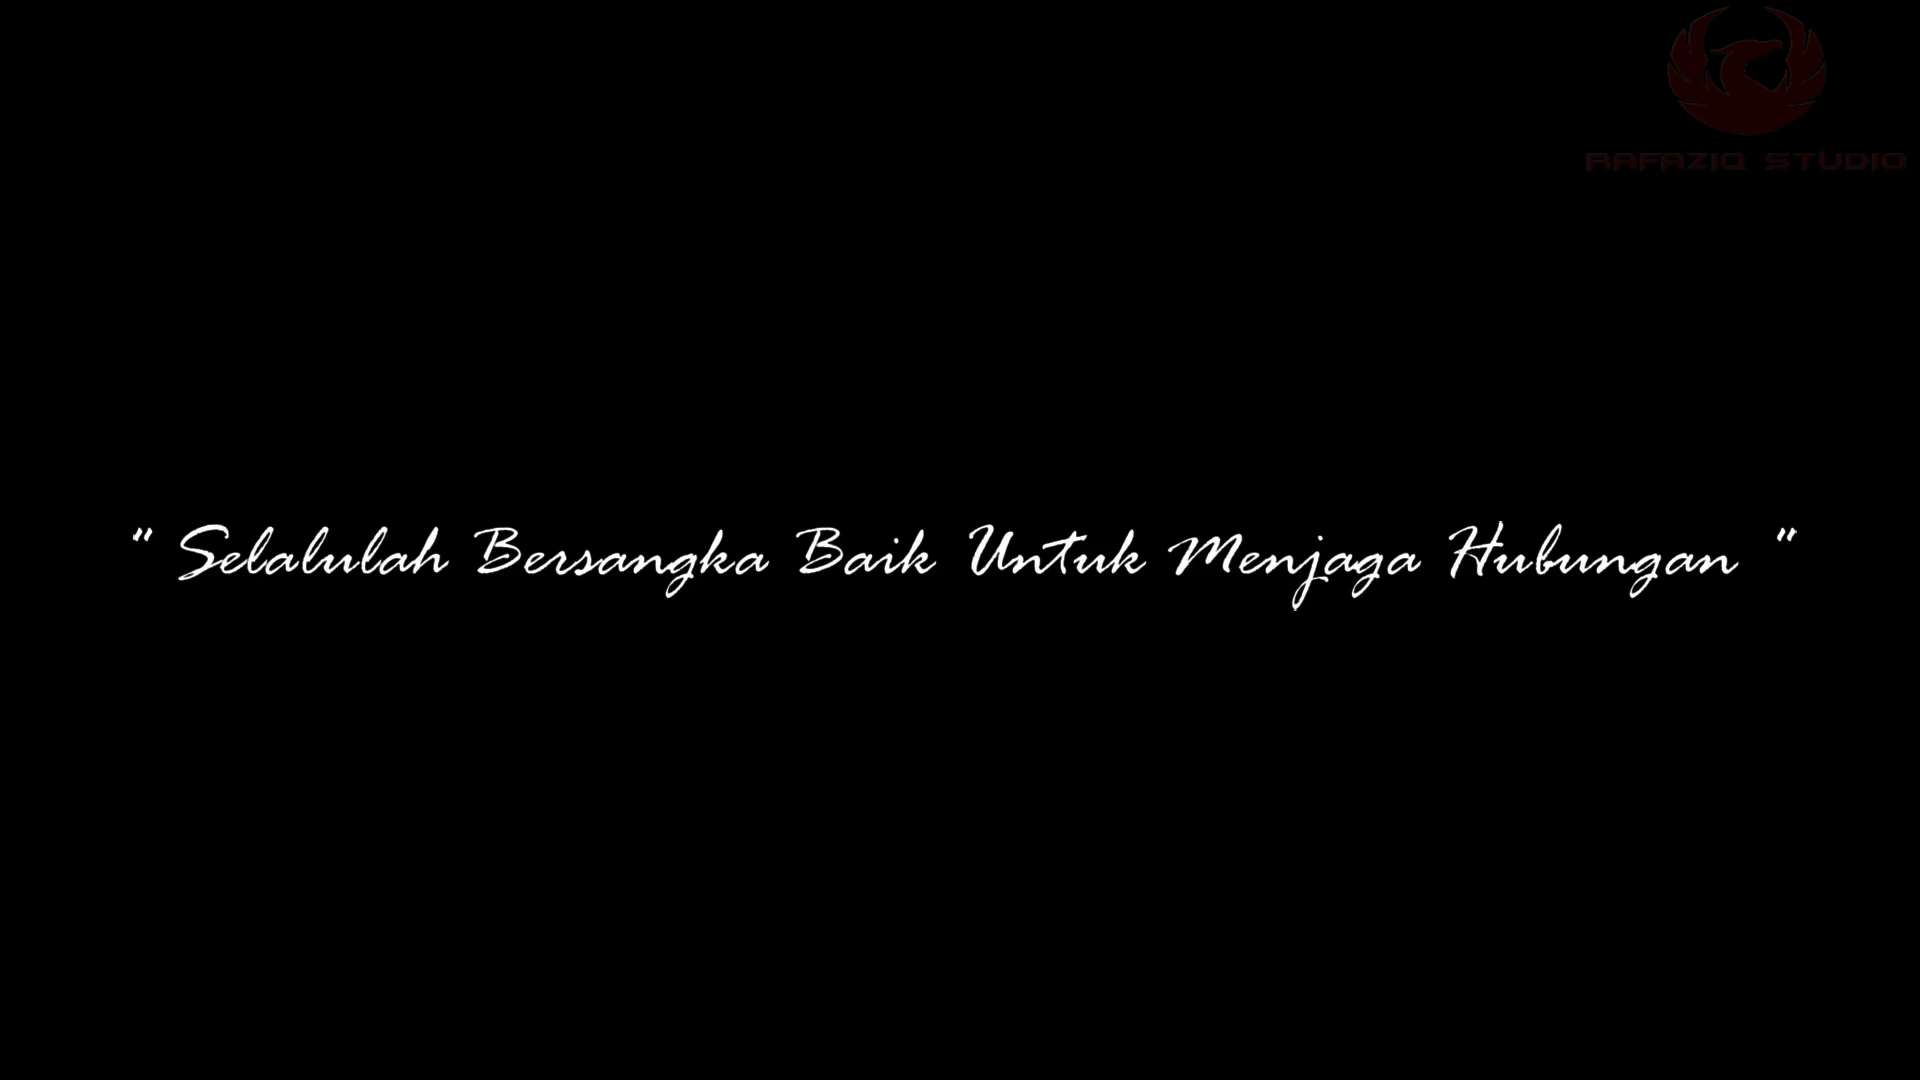 RAFAZIQ STUDIO
" Selalulah Bersangka Baik Untuk Menjaga Hubungan "